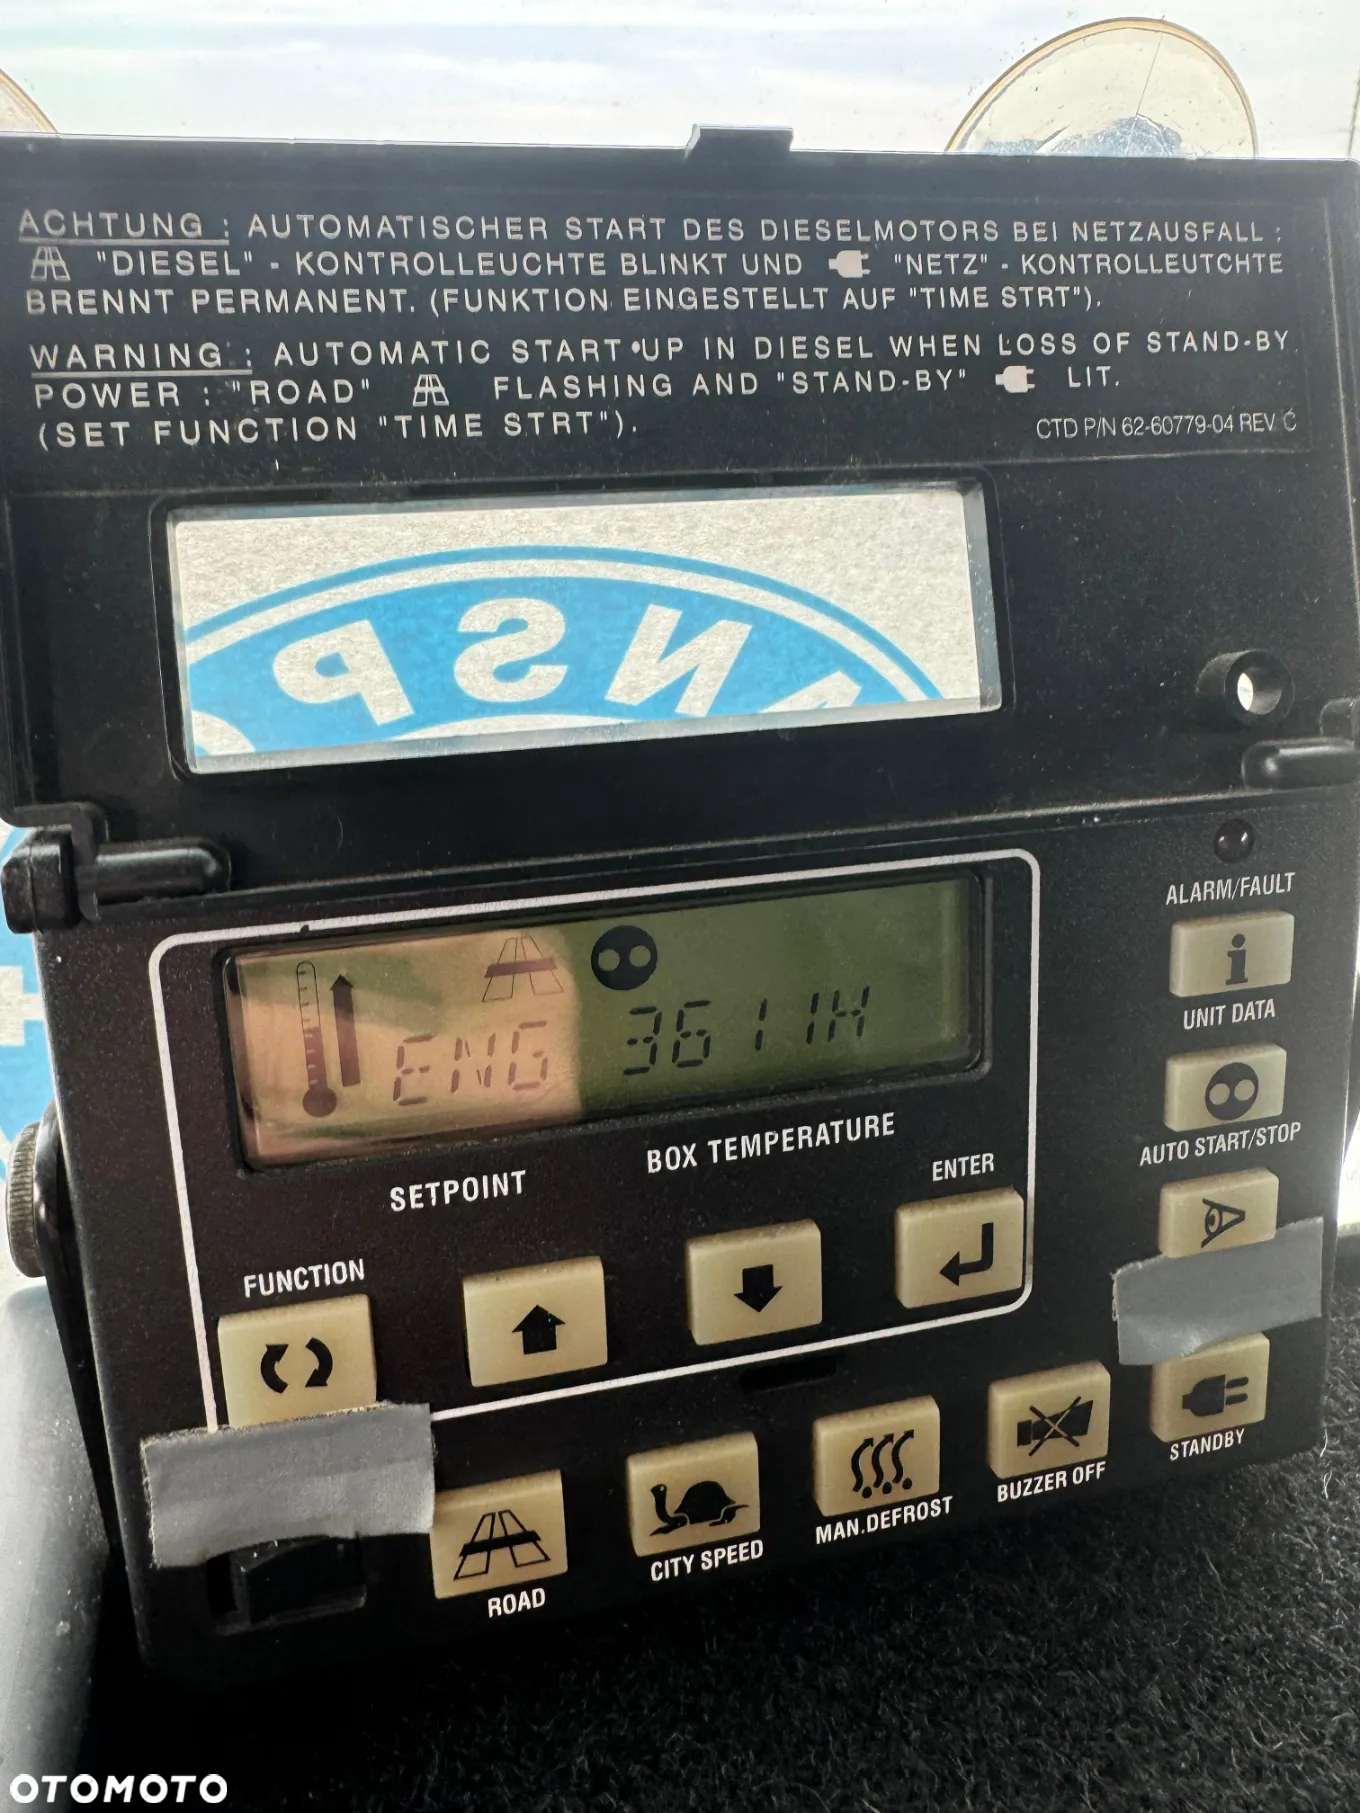 ACHTUNG : AUTOMATISCHER START DES DIESELMOTORS BEI NETZAUSFALL :
"DIESEL" - KONTROLLEUCHTE BLINKT UND "NETZ" - KONTROLLEUTCHTE
BRENNT PERMANENT. (FUNKTION EINGESTELLT AUF "TIME STRT").
WARNING : AUTOMATIC START UP IN DIESEL WHEN LOSS OF STAND-BY
POWER : "ROAD" FLASHING AND "STAND-BY" LIT.
(SET FUNCTION "TIME STRT").
CTD P/N 62-60779-04 REV C
ANSP
ALARM/FAULT
i
UNIT DATA
ENG 3611H
SETPOINT
BOX TEMPERATURE
AUTO START/STOP
FUNCTION
ENTER
ROAD
CITY SPEED
MAN.DEFROST
BUZZER OFF
STANDBY
OTOMOTO